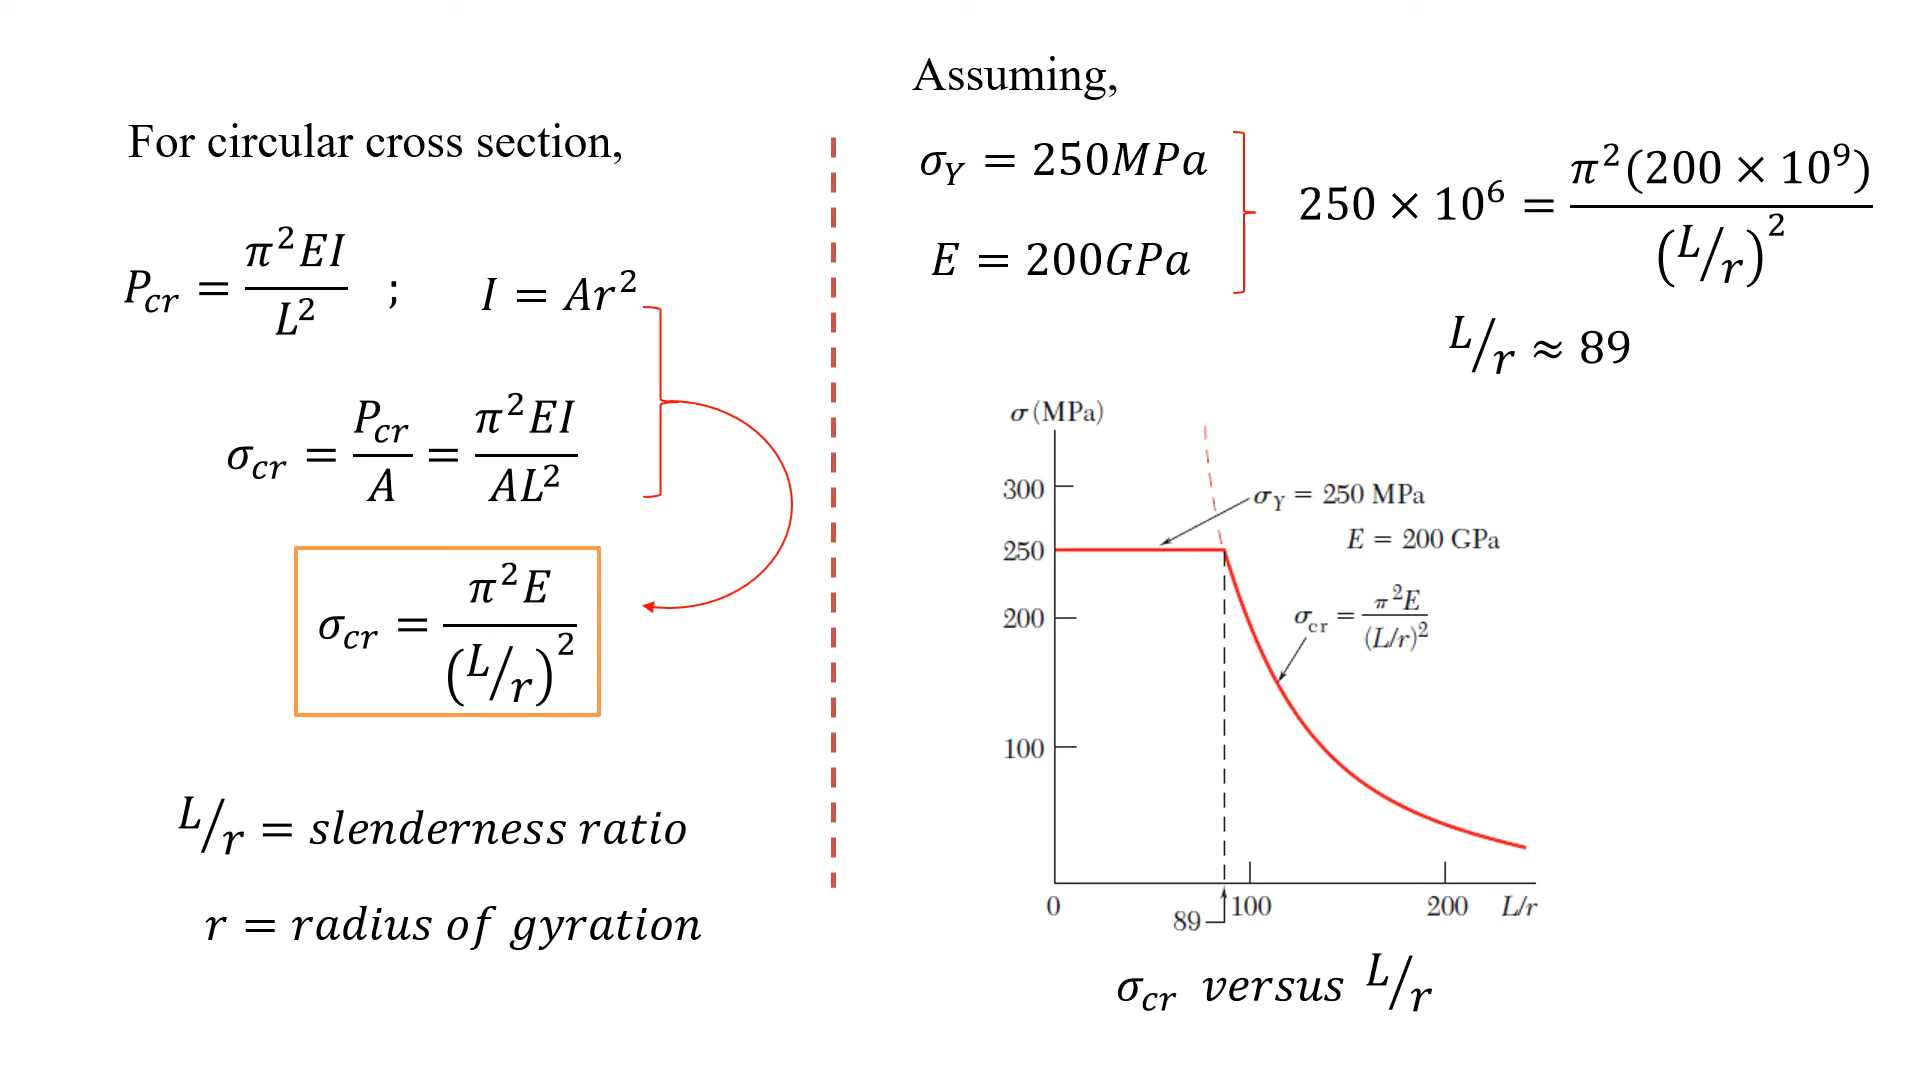 For circular cross section,
P_cr = π²EI / L² ; I = Ar²
σ_cr = P_cr / A = π²EI / AL²
σ_cr = π²E / (L/r)²
L/r = slenderness ratio
r = radius of gyration
Assuming,
σ_Y = 250MPa
E = 200GPa
250 × 10⁶ = π²(200 × 10⁹) / (L/r)²
L/r ≈ 89
σ (MPa)
300
250
200
100
σ_Y = 250 MPa
E = 200 GPa
σ_cr = π²E / (L/r)²
0
89
100
200
L/r
σ_cr versus L/r